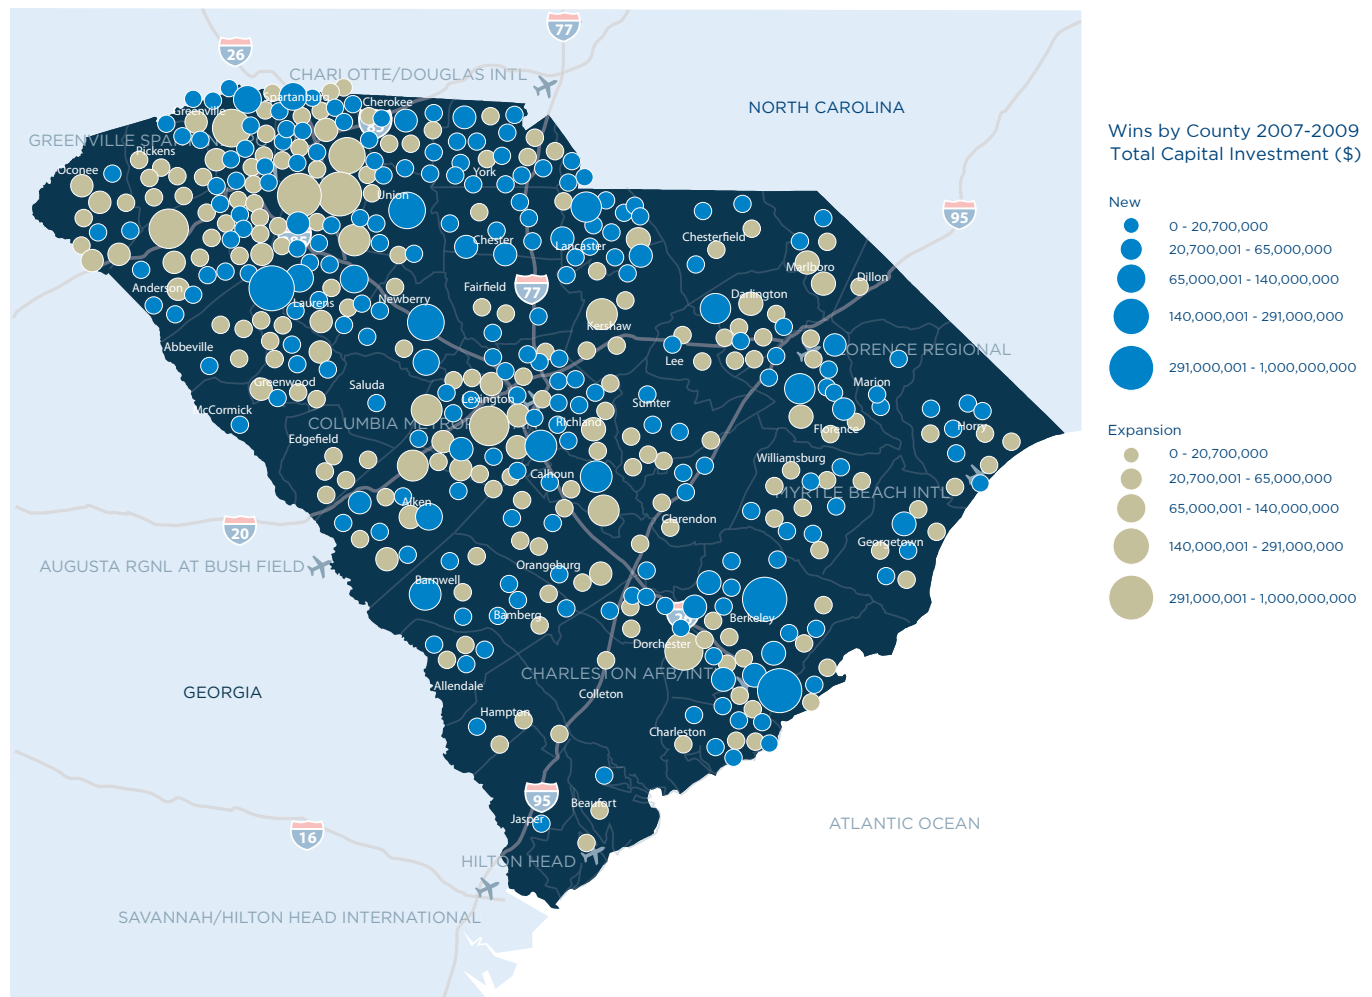 77
26
CHARLOTTE/DOUGLAS INTL
NORTH CAROLINA
Spartanburg
Cherokee
Greenville
85
GREENVILLE SPARTANBURG
Pickens
Oconee
York
Union
95
Chester
Lancaster
Chesterfield
385
Marlboro
Dillon
Anderson
Laurens
Newberry
Fairfield
77
Darlington
Kershaw
Abbeville
Lee
FLORENCE REGIONAL
Greenwood
Saluda
Marion
McCormick
Lexington
Sumter
COLUMBIA METROP
Richland
Florence
Horry
Edgefield
Williamsburg
Calhoun
MYRTLE BEACH INTL
Aiken
Clarendon
20
Georgetown
AUGUSTA RGNL AT BUSH FIELD
Orangeburg
Barnwell
Bamberg
26
Berkeley
Dorchester
CHARLESTON AFB/INTL
Allendale
GEORGIA
Colleton
Hampton
Charleston
95
Beaufort
Jasper
16
ATLANTIC OCEAN
HILTON HEAD
SAVANNAH/HILTON HEAD INTERNATIONAL
Wins by County 2007-2009
Total Capital Investment ($)
New
0 - 20,700,000
20,700,001 - 65,000,000
65,000,001 - 140,000,000
140,000,001 - 291,000,000
291,000,001 - 1,000,000,000
Expansion
0 - 20,700,000
20,700,001 - 65,000,000
65,000,001 - 140,000,000
140,000,001 - 291,000,000
291,000,001 - 1,000,000,000